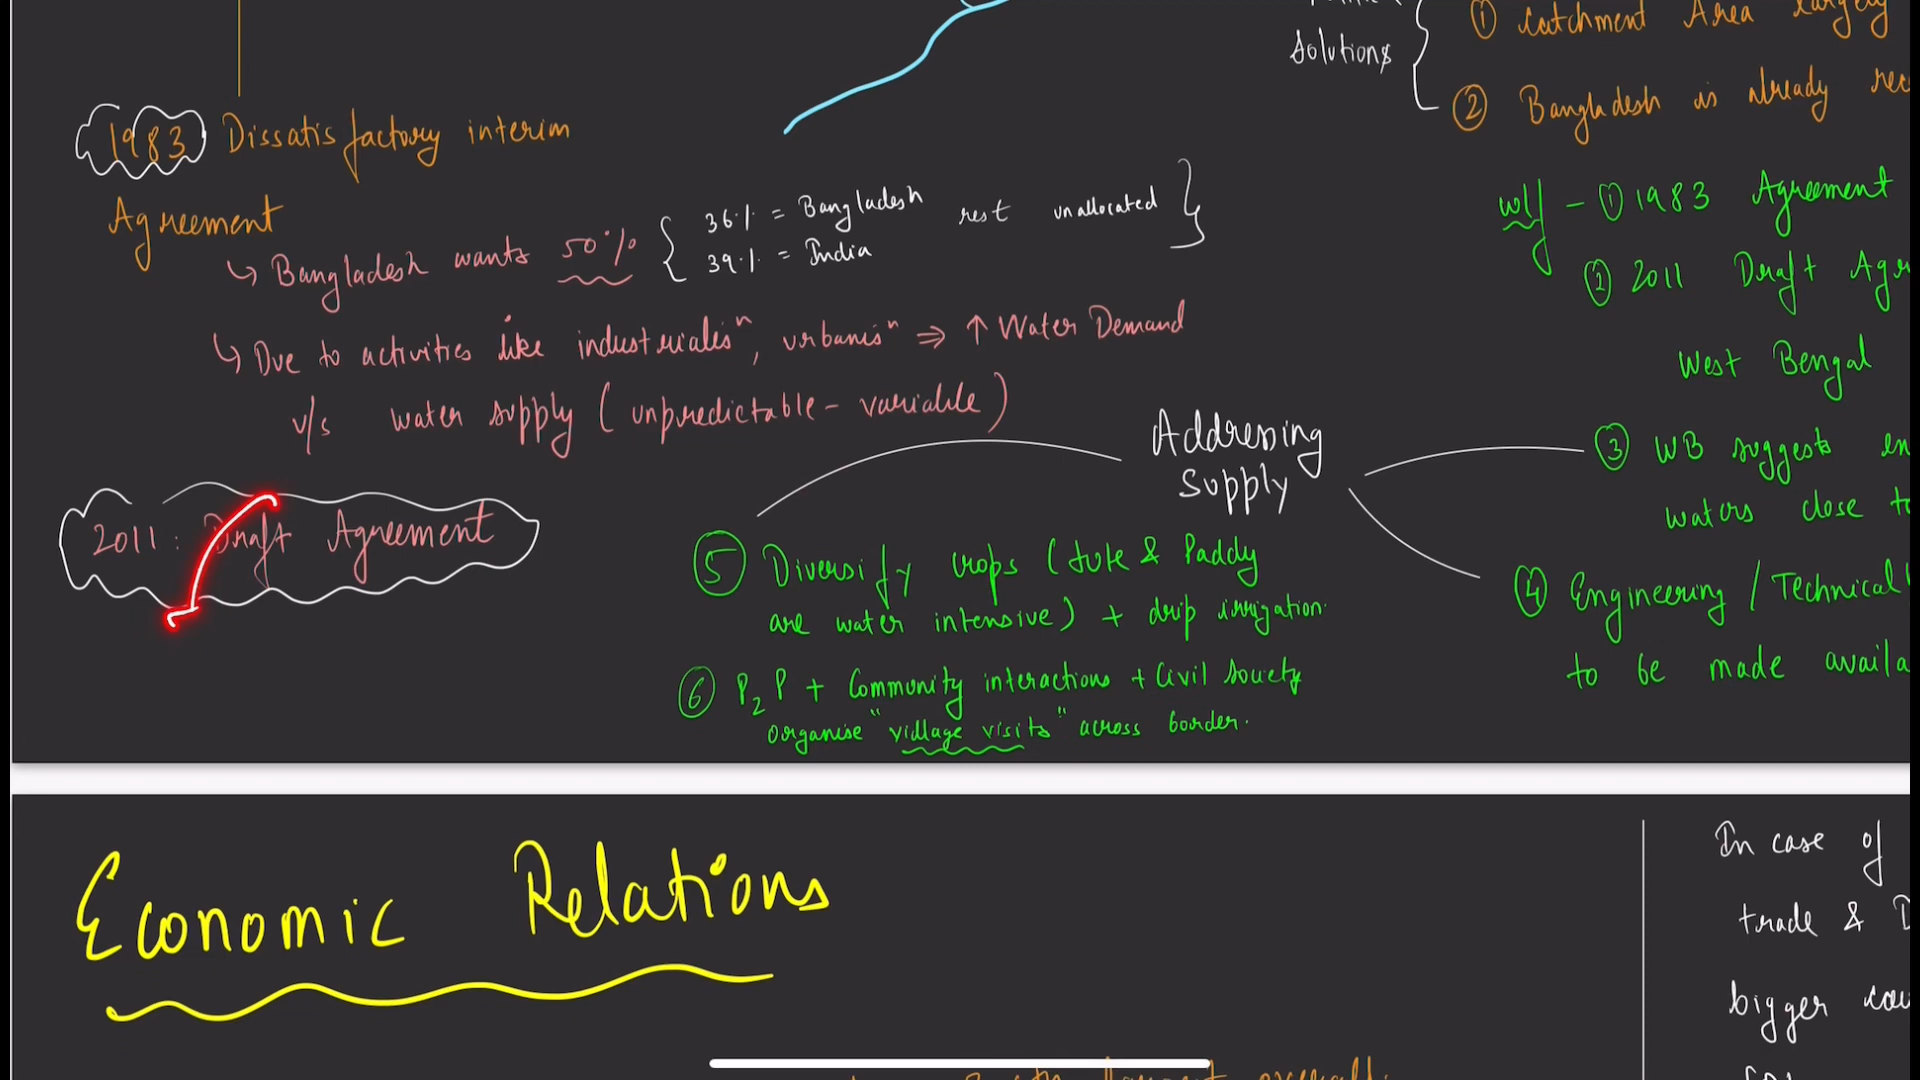 solutions
① Catchment Area largely
② Bangladesh is already
1983 Dissatisfactory interim
Agreement
↳ Bangladesh wants 50%
{ 36% = Bangladesh rest unallocated }
39% = India
↳ Due to activities like industrialisⁿ, urbanisⁿ ⇒ ↑ Water Demand
v/s water supply (unpredictable - variable)
2011: Draft Agreement
w/f - ① 1983 Agreement
② 2011 Draft
West Bengal
③ WB suggests
waters close
④ Engineering / Technical
to be made
Addressing
Supply
⑤ Diversify crops (Jute & Paddy
are water intensive) + drip irrigation.
⑥ P2P + Community interactions + Civil Society
organise "village visits" across border.
Economic Relations
In case of
trade &
bigger